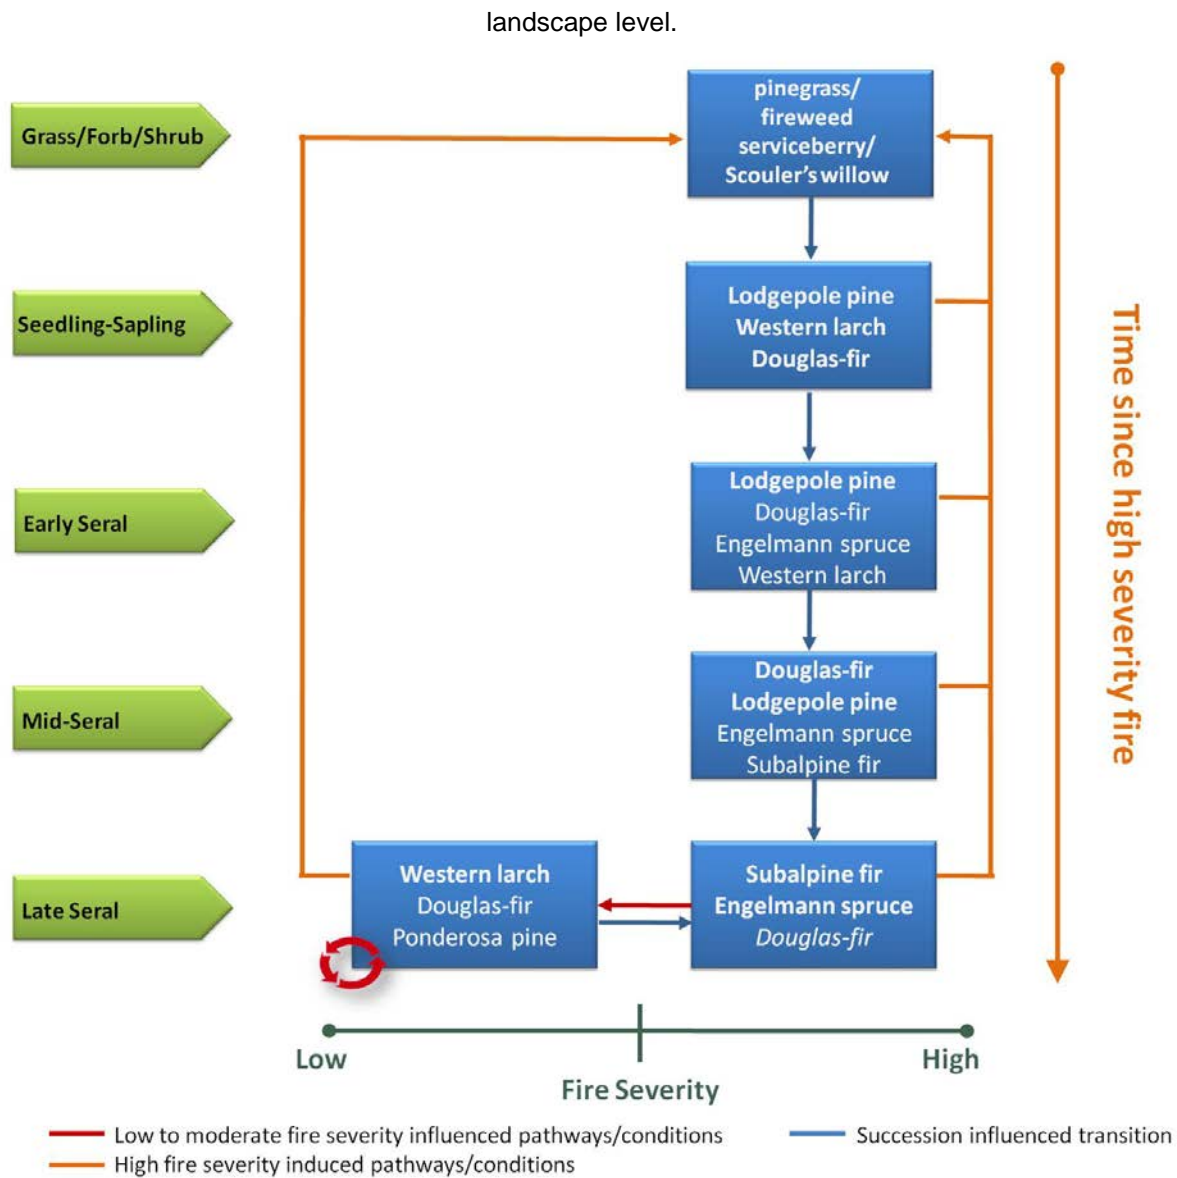 landscape level.
Grass/Forb/Shrub
pinegrass/
fireweed
serviceberry/
Scouler's willow
Seedling-Sapling
Lodgepole pine
Western larch
Douglas-fir
Early Seral
Lodgepole pine
Douglas-fir
Engelmann spruce
Western larch
Mid-Seral
Douglas-fir
Lodgepole pine
Engelmann spruce
Subalpine fir
Late Seral
Western larch
Douglas-fir
Ponderosa pine
Subalpine fir
Engelmann spruce
Douglas-fir
Time since high severity fire
Low
High
Fire Severity
Low to moderate fire severity influenced pathways/conditions
Succession influenced transition
High fire severity induced pathways/conditions